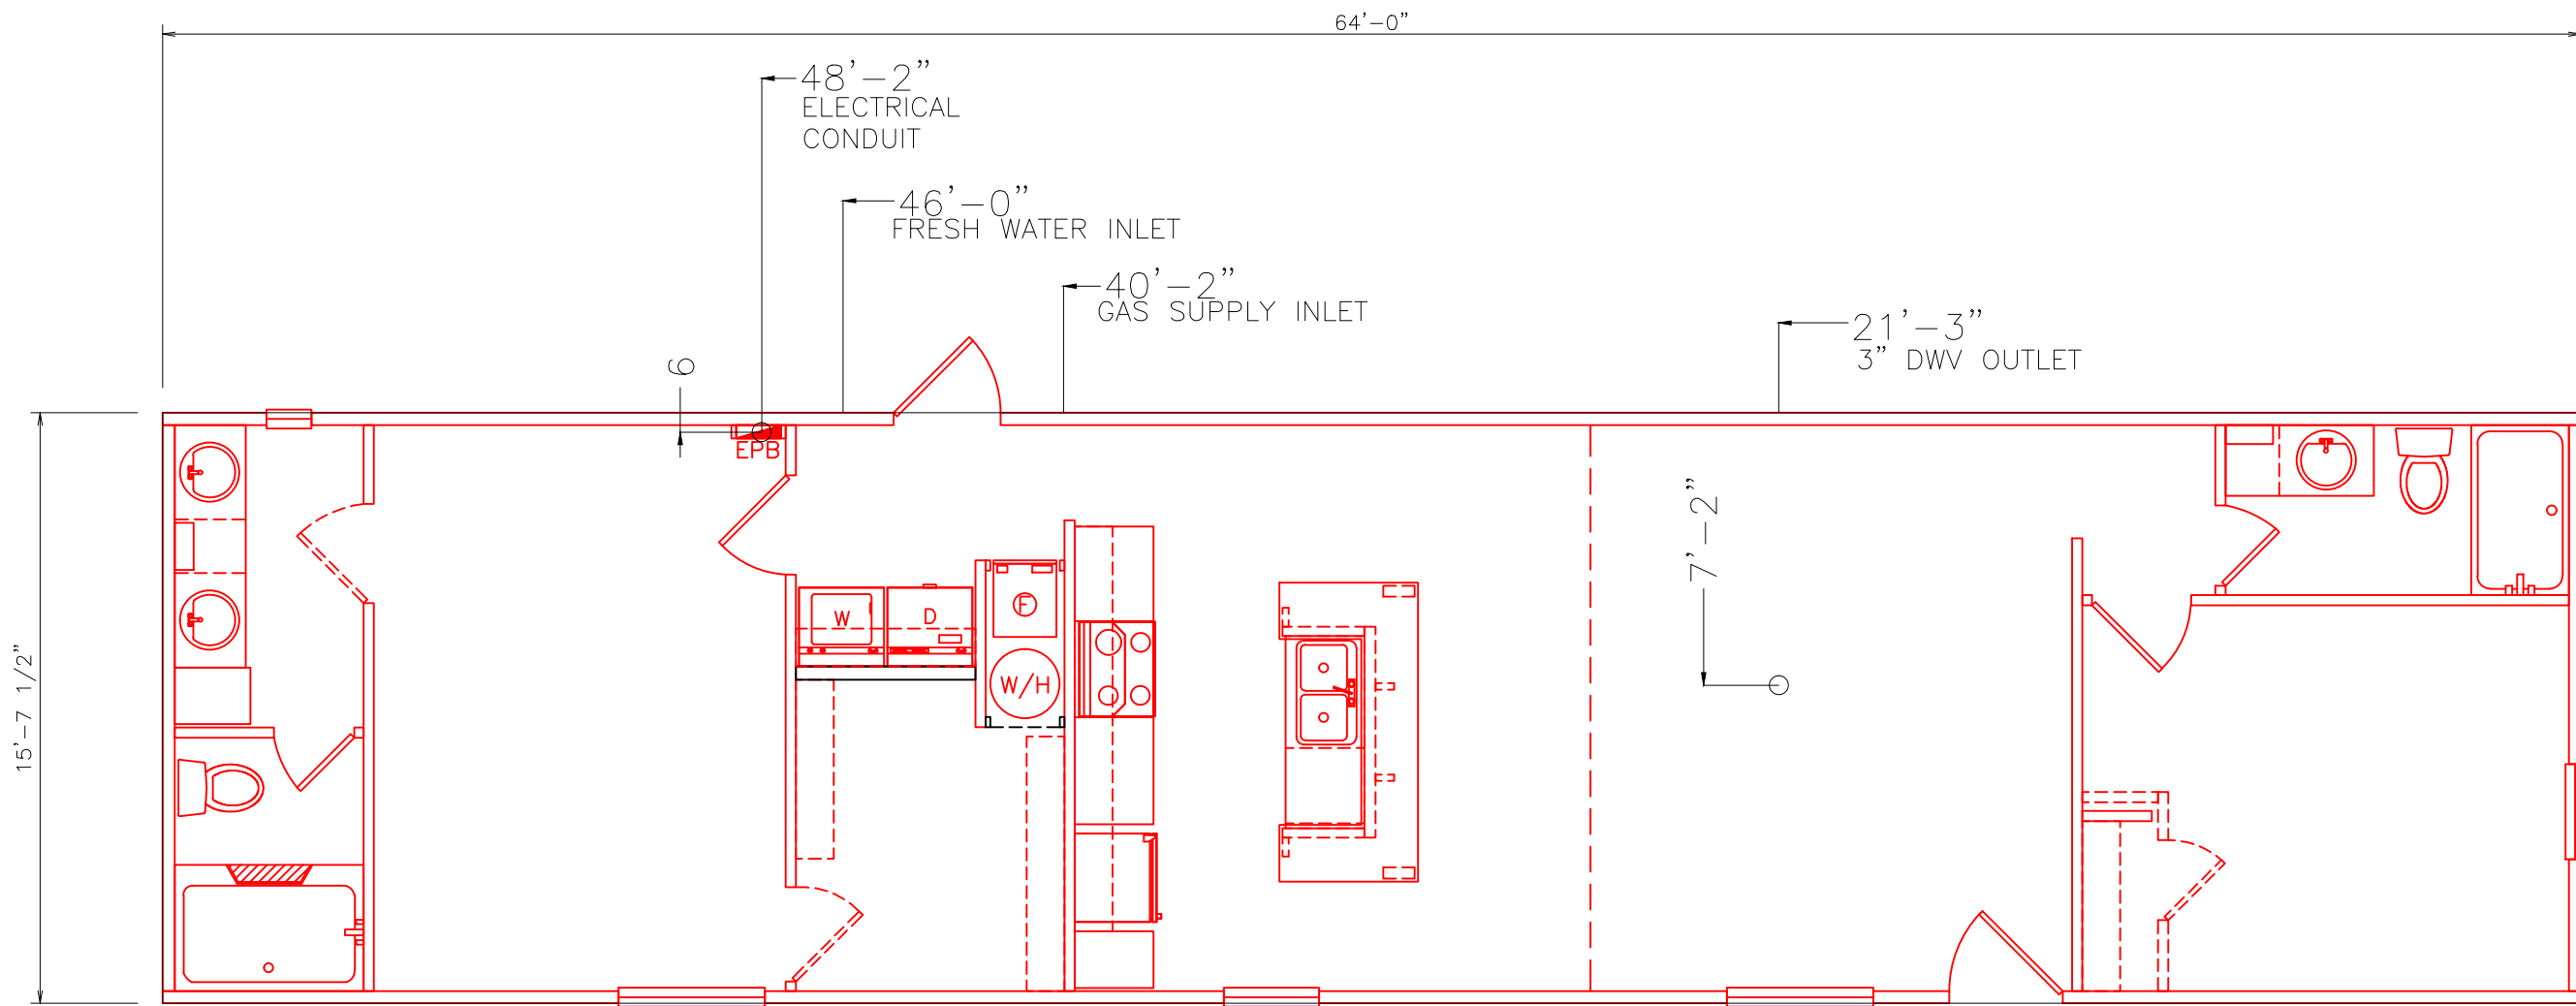 64'-0"
48'-2"
ELECTRICAL
CONDUIT
46'-0"
FRESH WATER INLET
40'-2"
GAS SUPPLY INLET
21'-3"
3" DWV OUTLET
6
EPB
7'-2"
W
D
F
W/H
15'-7 1/2"